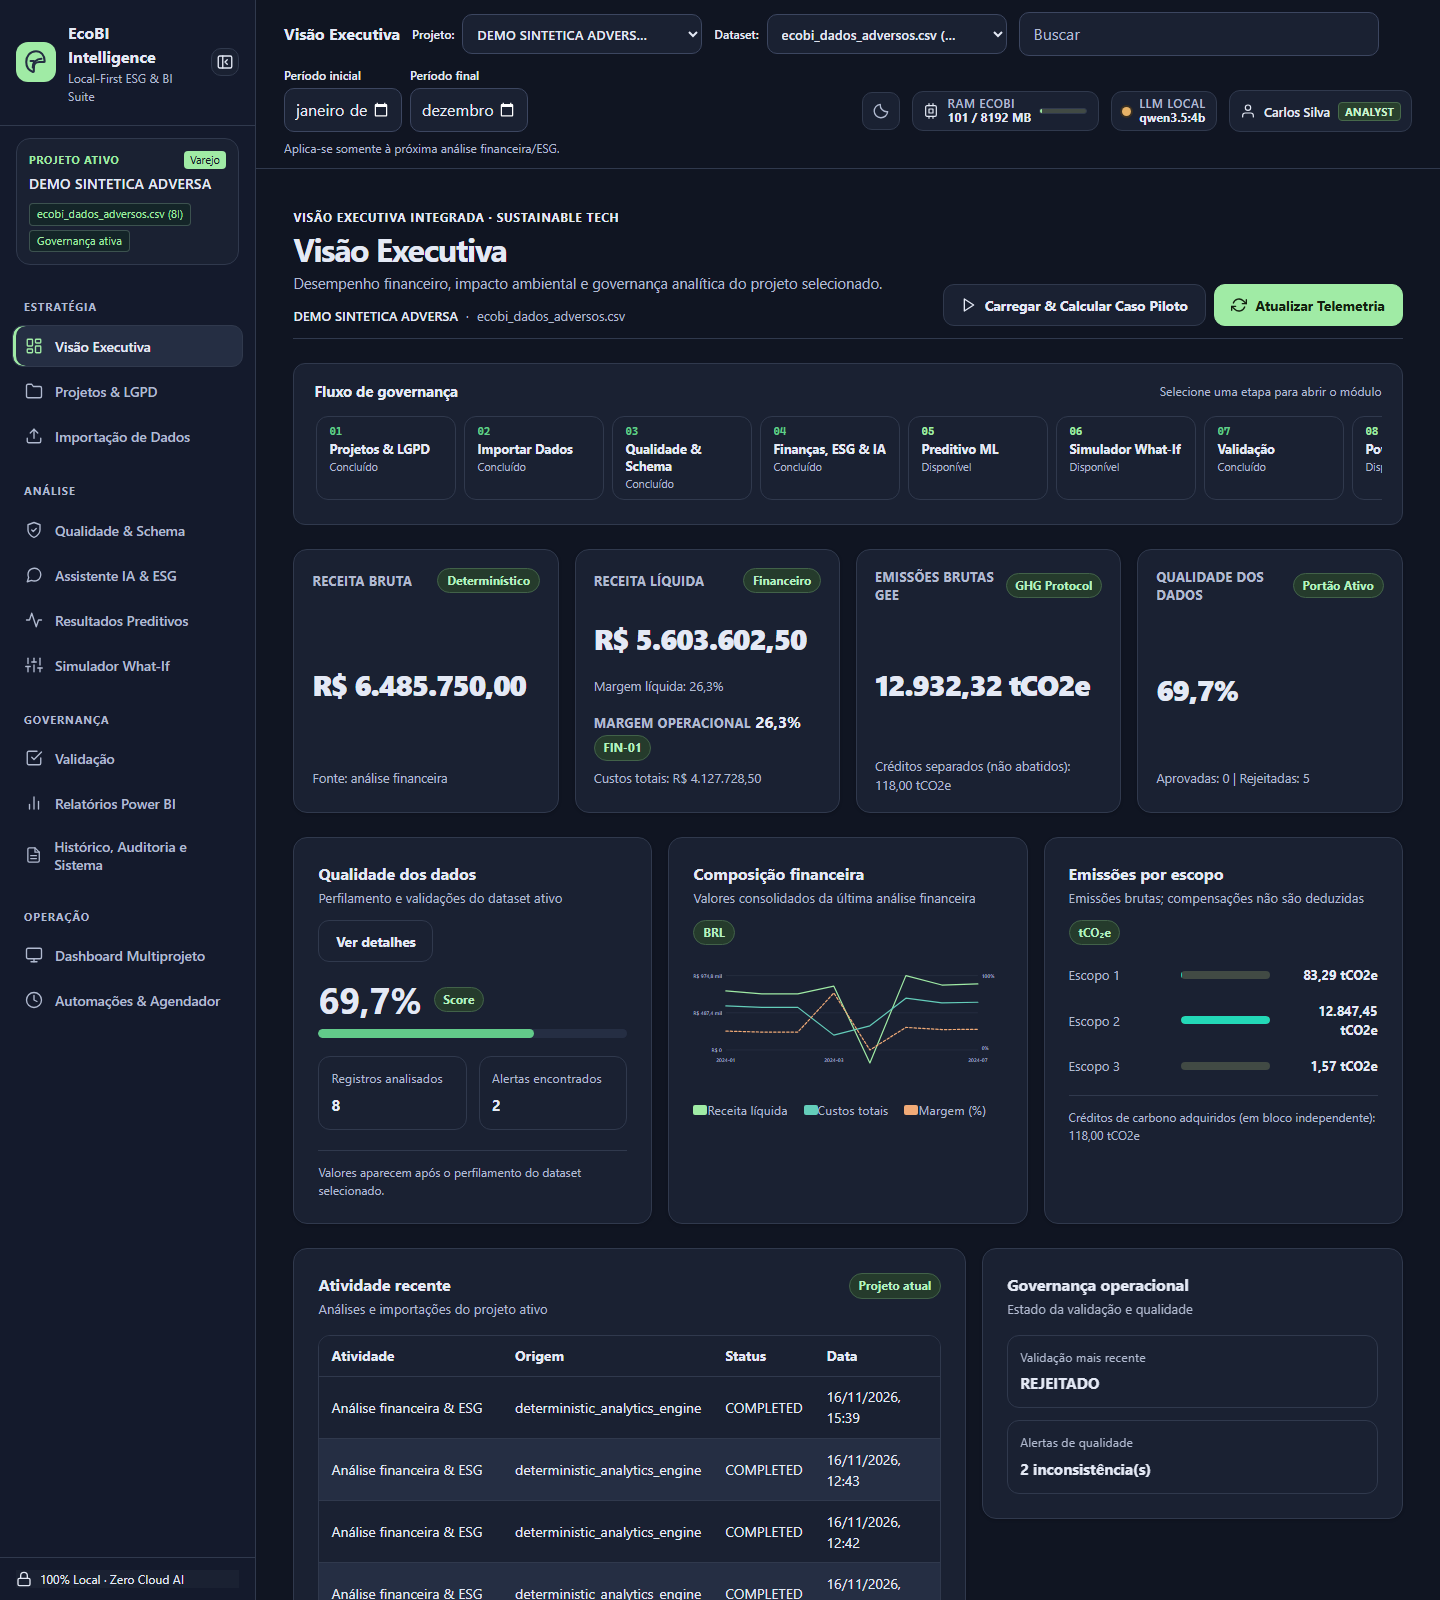 EcoBI
Intelligence
Local-First ESG & BI
Suite
PROJETO ATIVO
Varejo
DEMO SINTETICA ADVERSA
ecobi_dados_adversos.csv (8l)
Governança ativa
ESTRATÉGIA
Visão Executiva
Projetos & LGPD
Importação de Dados
ANÁLISE
Qualidade & Schema
Assistente IA & ESG
Resultados Preditivos
Simulador What-If
GOVERNANÇA
Validação
Relatórios Power BI
Histórico, Auditoria e
Sistema
OPERAÇÃO
Dashboard Multiprojeto
Automações & Agendador
100% Local · Zero Cloud AI
Visão Executiva
Projeto:
DEMO SINTETICA ADVERS...
Dataset:
ecobi_dados_adversos.csv (...
Buscar
Período inicial
Período final
janeiro de
dezembro
Aplica-se somente à próxima análise financeira/ESG.
RAM ECOBI
101 / 8192 MB
LLM LOCAL
qwen3.5:4b
Carlos Silva
ANALYST
VISÃO EXECUTIVA INTEGRADA · SUSTAINABLE TECH
Visão Executiva
Desempenho financeiro, impacto ambiental e governança analítica do projeto selecionado.
DEMO SINTETICA ADVERSA · ecobi_dados_adversos.csv
Carregar & Calcular Caso Piloto
Atualizar Telemetria
Fluxo de governança
Selecione uma etapa para abrir o módulo
01
Projetos & LGPD
Concluído
02
Importar Dados
Concluído
03
Qualidade &
Schema
Concluído
04
Finanças, ESG & IA
Concluído
05
Preditivo ML
Disponível
06
Simulador What-If
Disponível
07
Validação
Concluído
08
RECEITA BRUTA
Determinístico
R$ 6.485.750,00
Fonte: análise financeira
RECEITA LÍQUIDA
Financeiro
R$ 5.603.602,50
Margem líquida: 26,3%
MARGEM OPERACIONAL 26,3%
FIN-01
Custos totais: R$ 4.127.728,50
EMISSÕES BRUTAS
GEE
GHG Protocol
12.932,32 tCO2e
Créditos separados (não abatidos):
118,00 tCO2e
QUALIDADE DOS
DADOS
Portão Ativo
69,7%
Aprovadas: 0 | Rejeitadas: 5
Qualidade dos dados
Perfilamento e validações do dataset ativo
Ver detalhes
69,7%
Score
Registros analisados
8
Alertas encontrados
2
Valores aparecem após o perfilamento do dataset
selecionado.
Composição financeira
Valores consolidados da última análise financeira
BRL
R$ 974,8 mil
R$ 487,4 mil
R$ 0
100%
0%
2024-01
2024-03
2024-07
Receita líquida
Custos totais
Margem (%)
Emissões por escopo
Emissões brutas; compensações não são deduzidas
tCO₂e
Escopo 1
83,29 tCO2e
Escopo 2
12.847,45
tCO2e
Escopo 3
1,57 tCO2e
Créditos de carbono adquiridos (em bloco independente):
118,00 tCO2e
Atividade recente
Análises e importações do projeto ativo
Projeto atual
Atividade Origem Status Data
Análise financeira & ESG deterministic_analytics_engine COMPLETED 16/11/2026,
15:39
Análise financeira & ESG deterministic_analytics_engine COMPLETED 16/11/2026,
12:43
Análise financeira & ESG deterministic_analytics_engine COMPLETED 16/11/2026,
12:42
Análise financeira & ESG deterministic_analytics_engine COMPLETED 16/11/2026,
Governança operacional
Estado da validação e qualidade
Validação mais recente
REJEITADO
Alertas de qualidade
2 inconsistência(s)